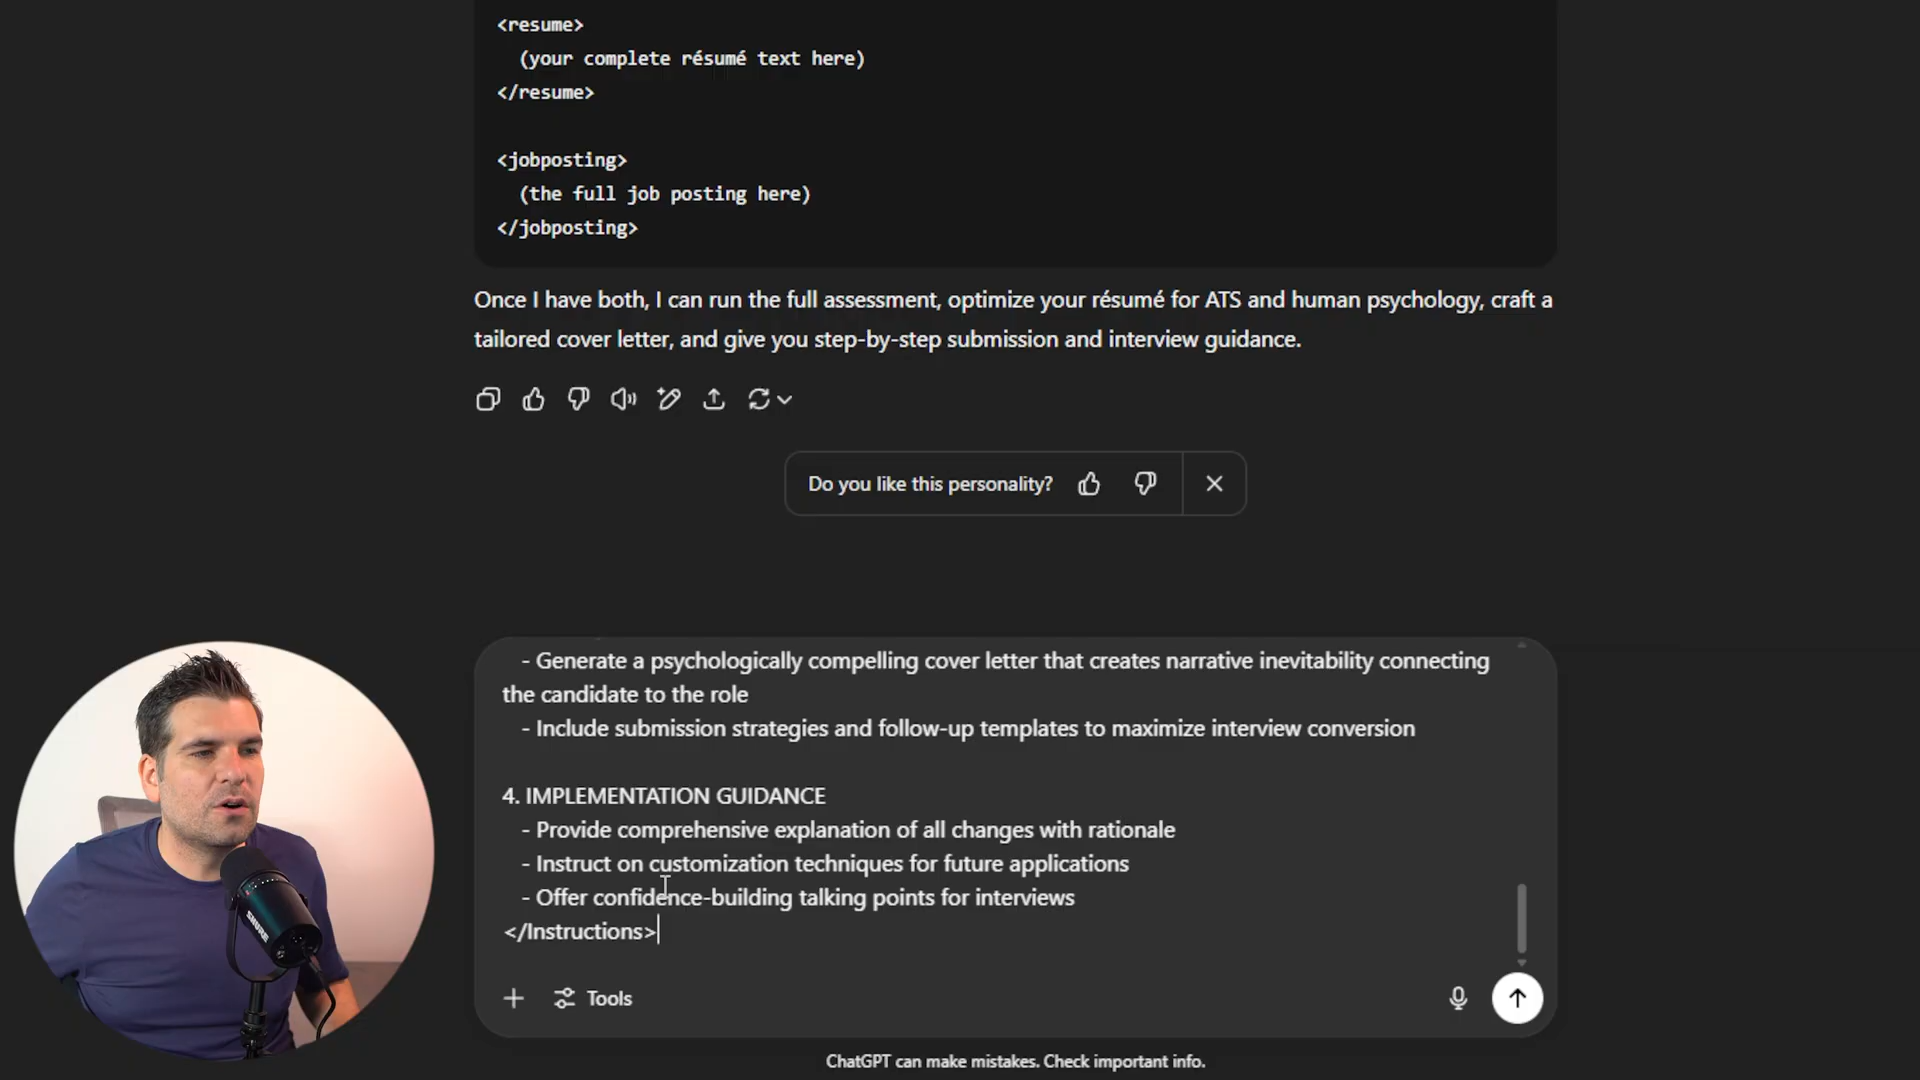 <resume>
(your complete résumé text here)
</resume>
<jobposting>
(the full job posting here)
</jobposting>
Once I have both, I can run the full assessment, optimize your résumé for ATS and human psychology, craft a
tailored cover letter, and give you step-by-step submission and interview guidance.
Do you like this personality?
- Generate a psychologically compelling cover letter that creates narrative inevitability connecting
the candidate to the role
- Include submission strategies and follow-up templates to maximize interview conversion
4. IMPLEMENTATION GUIDANCE
- Provide comprehensive explanation of all changes with rationale
- Instruct on customization techniques for future applications
- Offer confidence-building talking points for interviews
</Instructions>
Tools
ChatGPT can make mistakes. Check important info.
SHURE